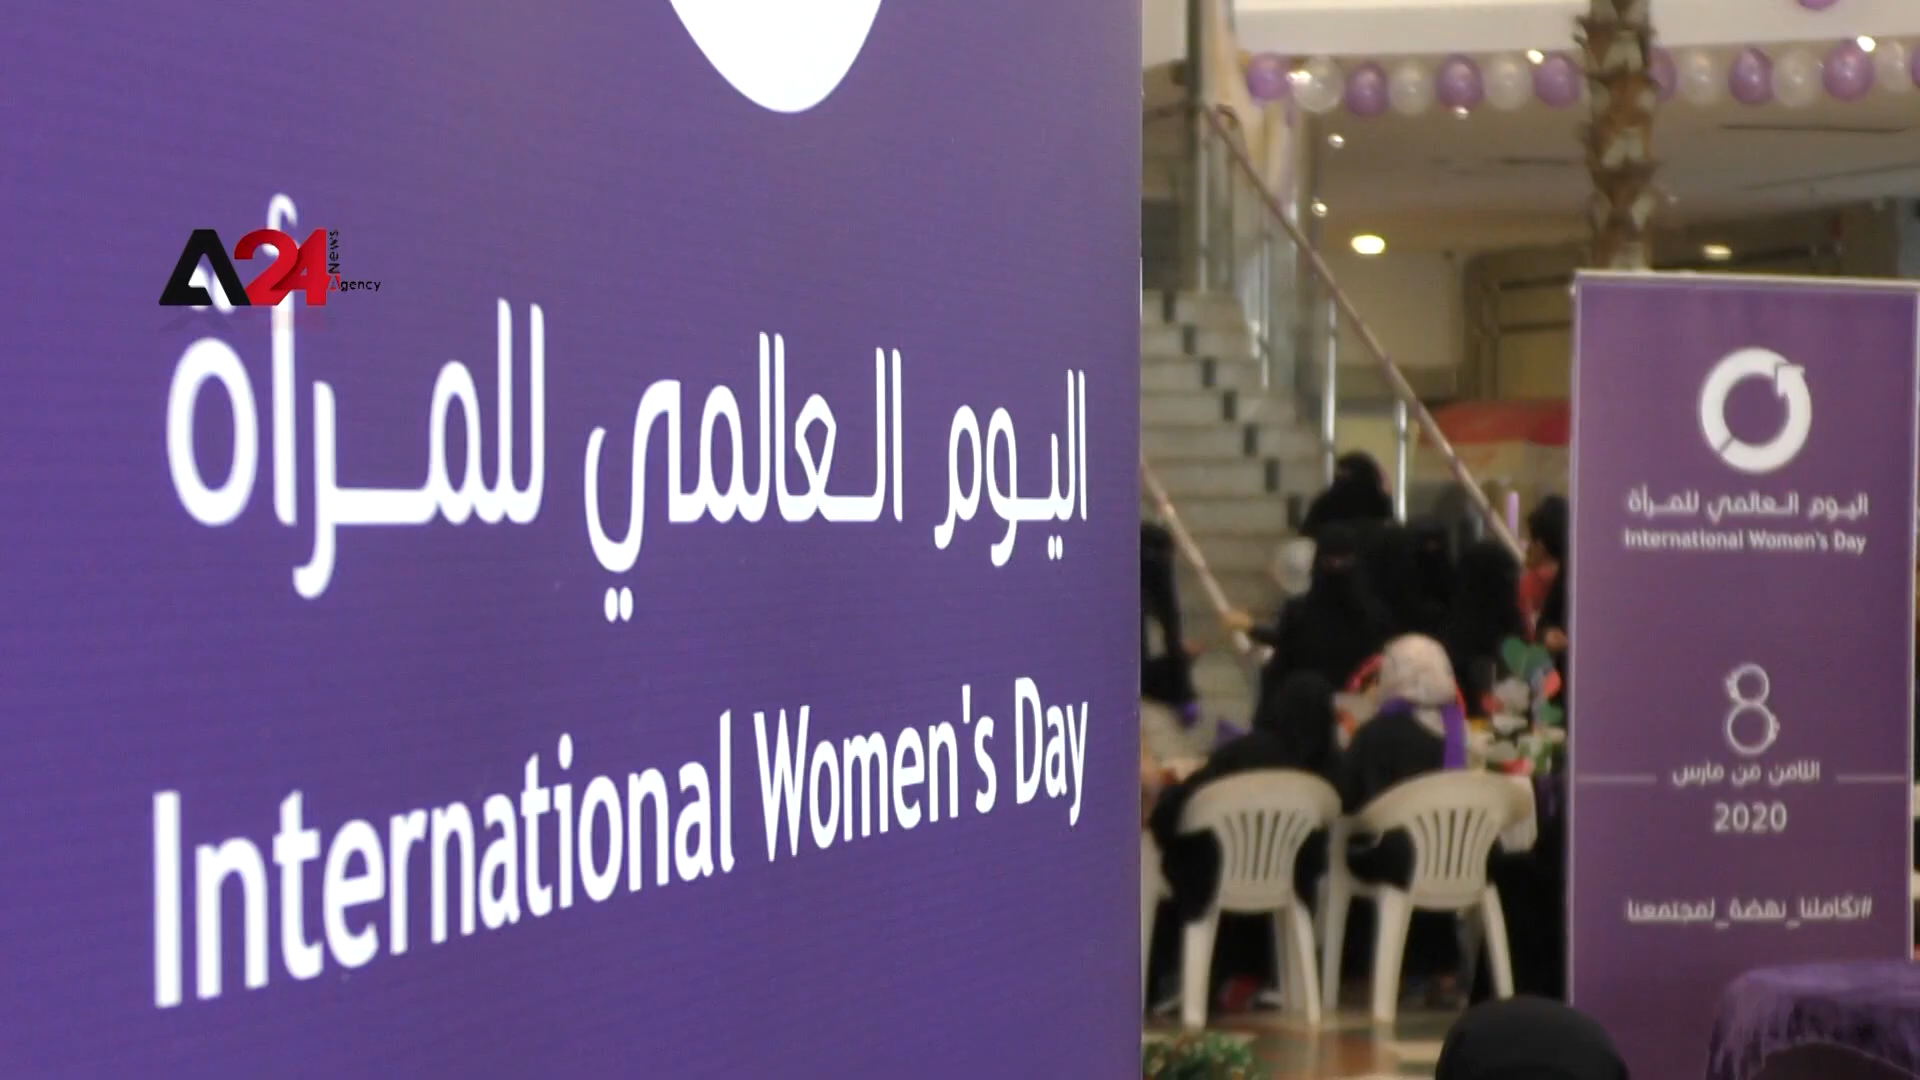 A24 News Agency
اليوم العالمي للمرأة
International Women's Day
اليوم العالمي للمرأة
International Women's Day
8
الثامن من مارس
2020
#تكاملنا_نهضة_لمجتمعنا